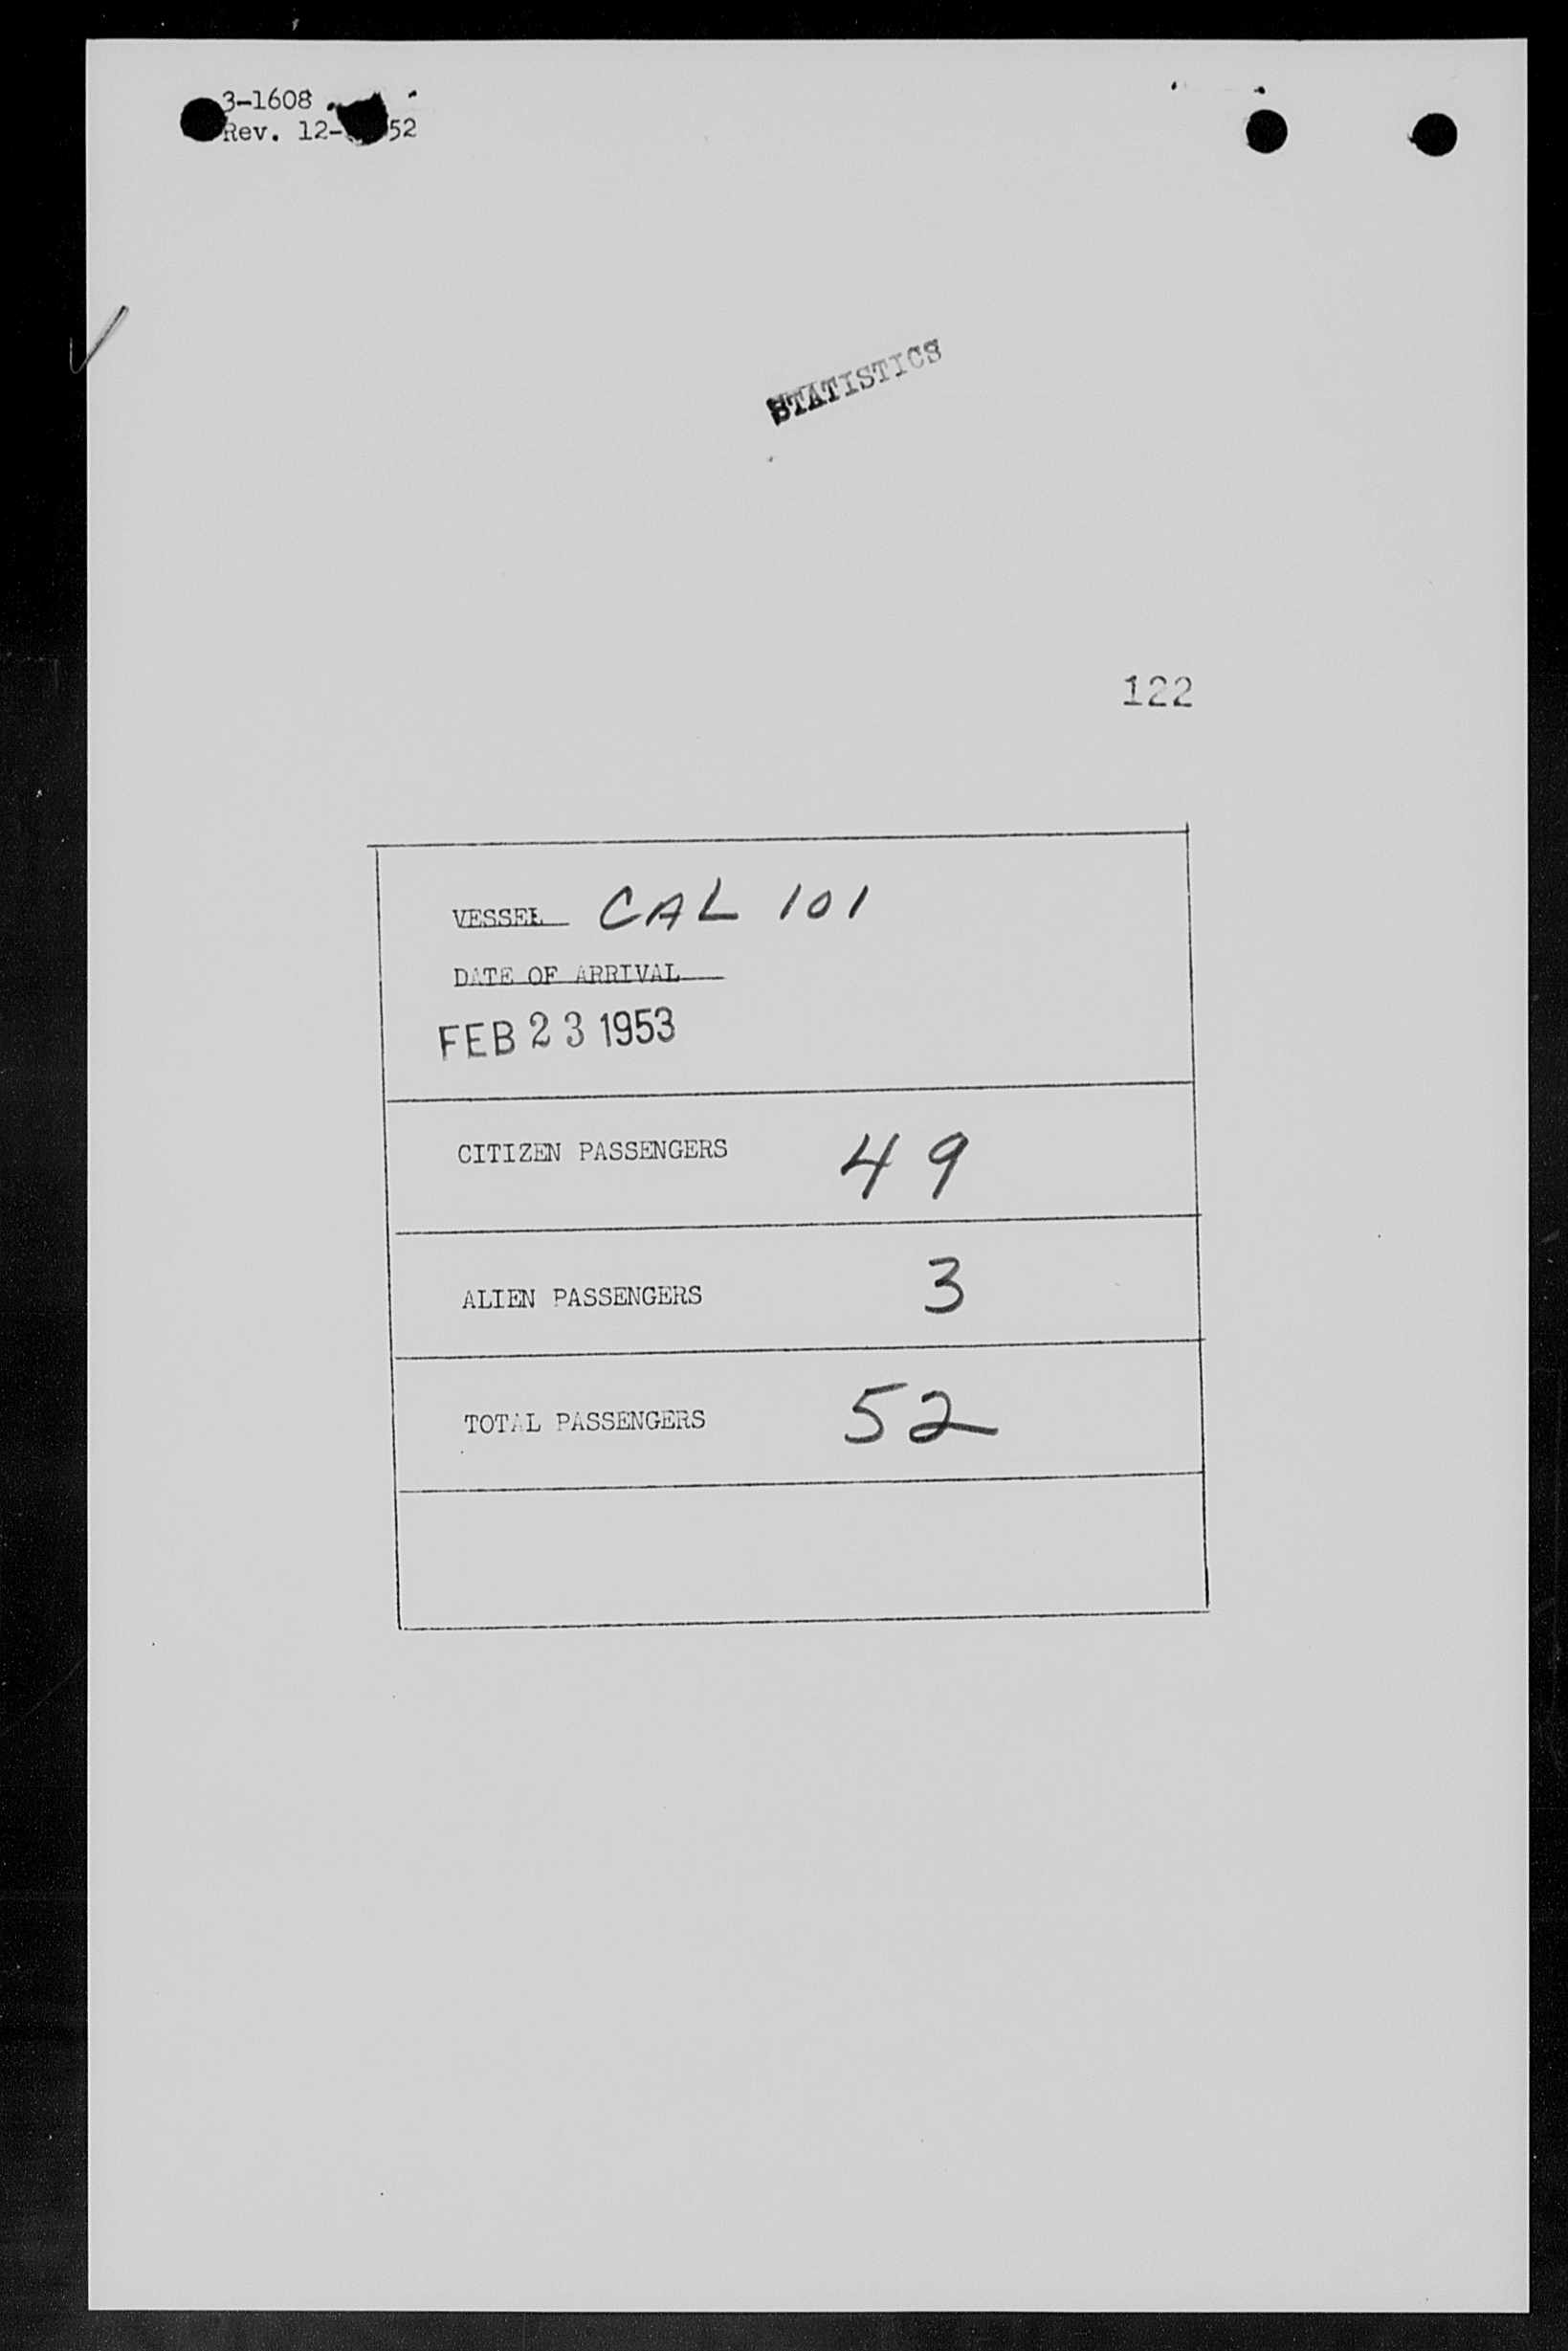 3-1608
Rev. 12- 52
STATISTICS
122
VESSEL CAL 101
DATE OF ARRIVAL
FEB 23 1953
CITIZEN PASSENGERS 49
ALIEN PASSENGERS 3
TOTAL PASSENGERS 52